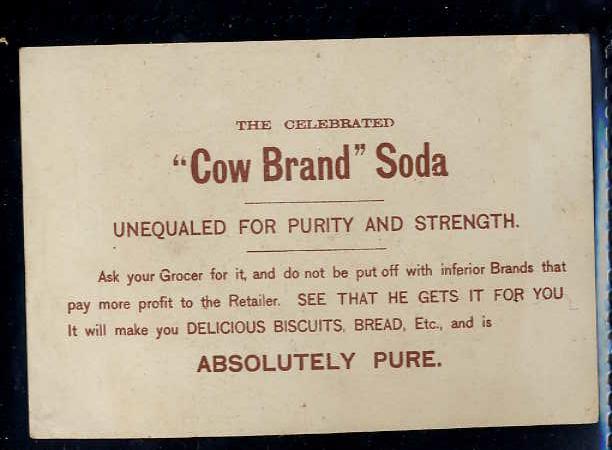 THE CELEBRATED
"Cow Brand" Soda
UNEQUALED FOR PURITY AND STRENGTH.
Ask your Grocer for it, and do not be put off with inferior Brands that
pay more profit to the Retailer. SEE THAT HE GETS IT FOR YOU
It will make you DELICIOUS BISCUITS, BREAD, Etc., and is
ABSOLUTELY PURE.